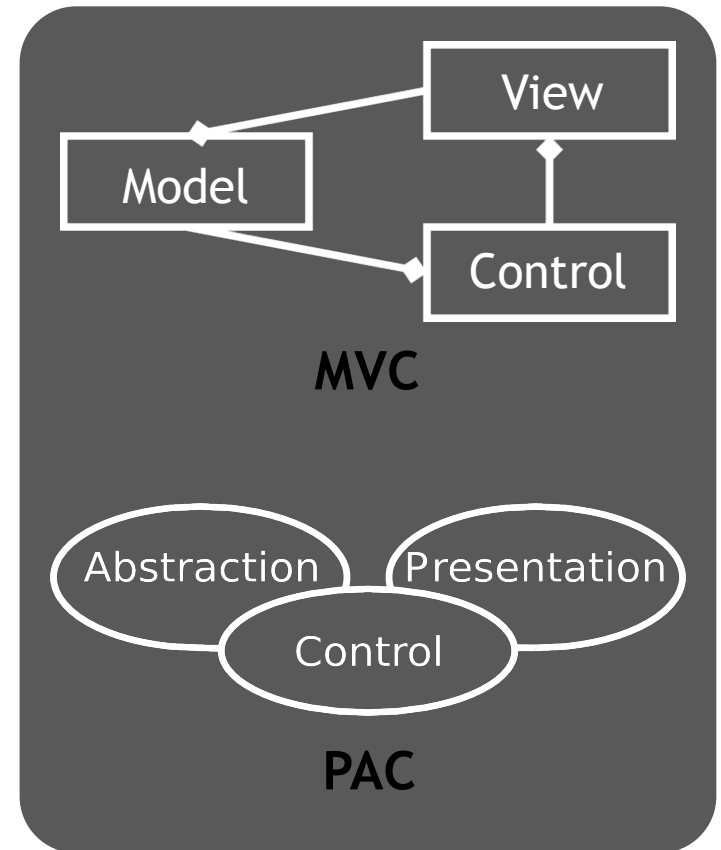 View
Model
Control
MVC
Abstraction
Presentation
Control
PAC